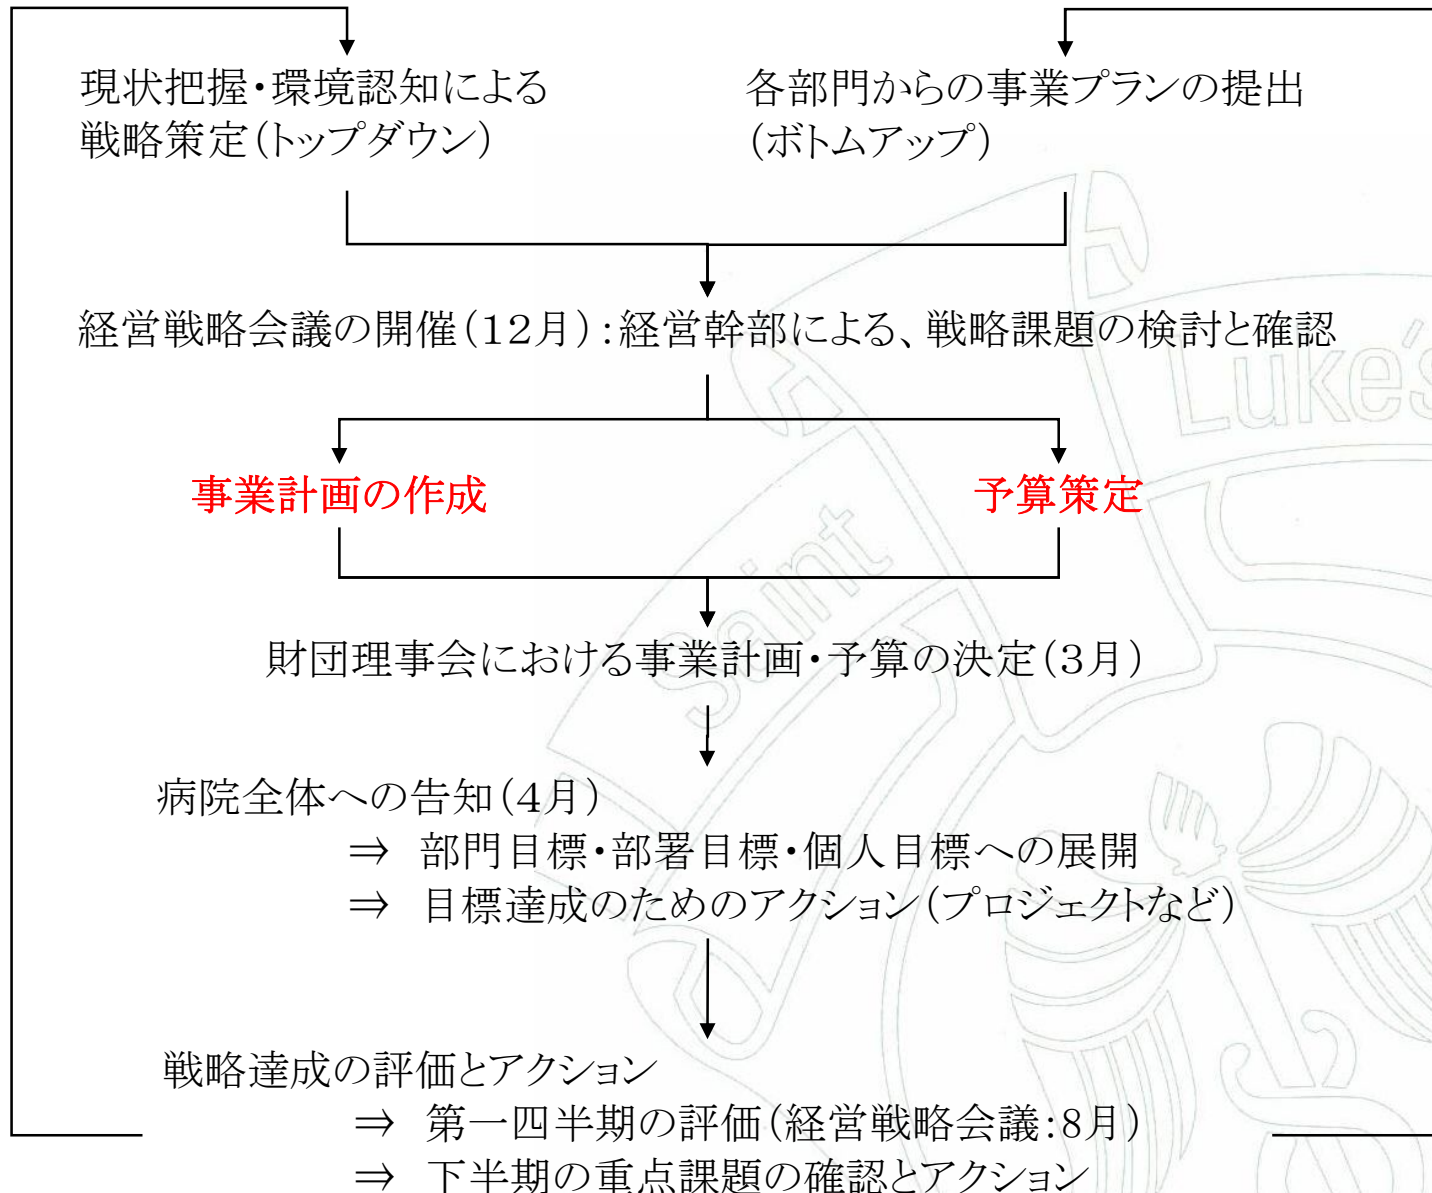 現状把握・環境認知による
戦略策定(トップダウン)
各部門からの事業プランの提出
(ボトムアップ)
経営戦略会議の開催(12月):経営幹部による、戦略課題の検討と確認
事業計画の作成
予算策定
財団理事会における事業計画・予算の決定(3月)
病院全体への告知(4月)
⇒ 部門目標・部署目標・個人目標への展開
⇒ 目標達成のためのアクション(プロジェクトなど)
戦略達成の評価とアクション
⇒ 第一四半期の評価(経営戦略会議:8月)
⇒ 下半期の重点課題の確認とアクション
Saint
Luke's